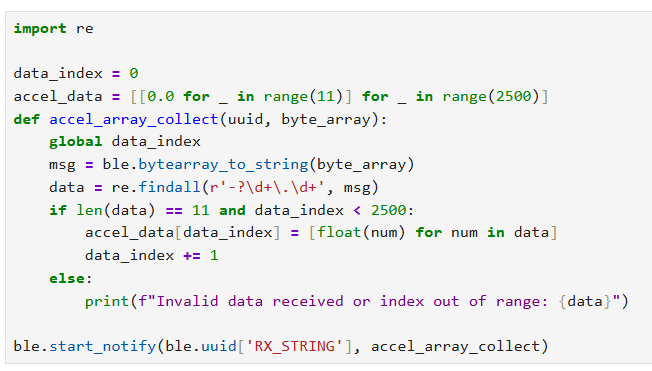 import re

data_index = 0
accel_data = [[0.0 for _ in range(11)] for _ in range(2500)]
def accel_array_collect(uuid, byte_array):
    global data_index
    msg = ble.bytearray_to_string(byte_array)
    data = re.findall(r'-?\d+\.\d+', msg)
    if len(data) == 11 and data_index < 2500:
        accel_data[data_index] = [float(num) for num in data]
        data_index += 1
    else:
        print(f"Invalid data received or index out of range: {data}")

ble.start_notify(ble.uuid['RX_STRING'], accel_array_collect)